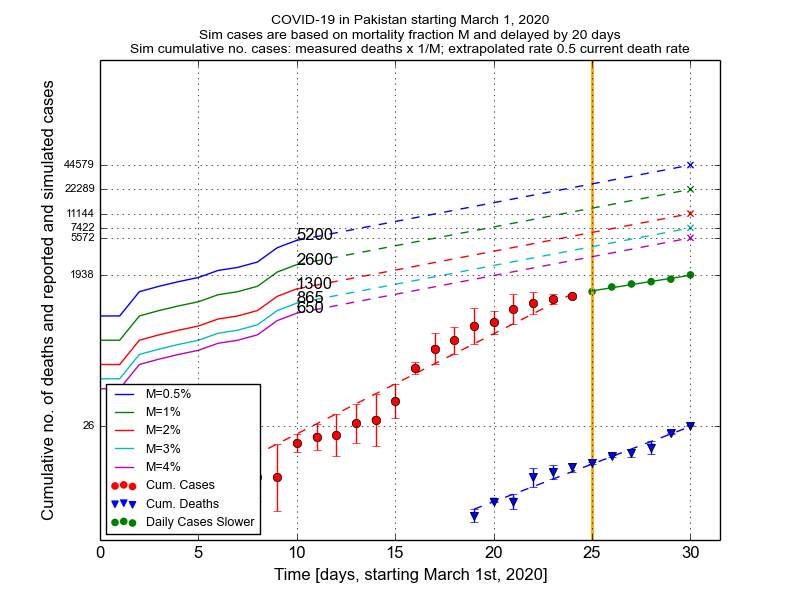 COVID-19 in Pakistan starting March 1, 2020
Sim cases are based on mortality fraction M and delayed by 20 days
Sim cumulative no. cases: measured deaths x 1/M; extrapolated rate 0.5 current death rate
Cumulative no. of deaths and reported and simulated cases
44579
22289
11144
7422
5572
1938
26
5200
2600
1300
865
650
M=0.5%
M=1%
M=2%
M=3%
M=4%
Cum. Cases
Cum. Deaths
Daily Cases Slower
0 5 10 15 20 25 30
Time [days, starting March 1st, 2020]